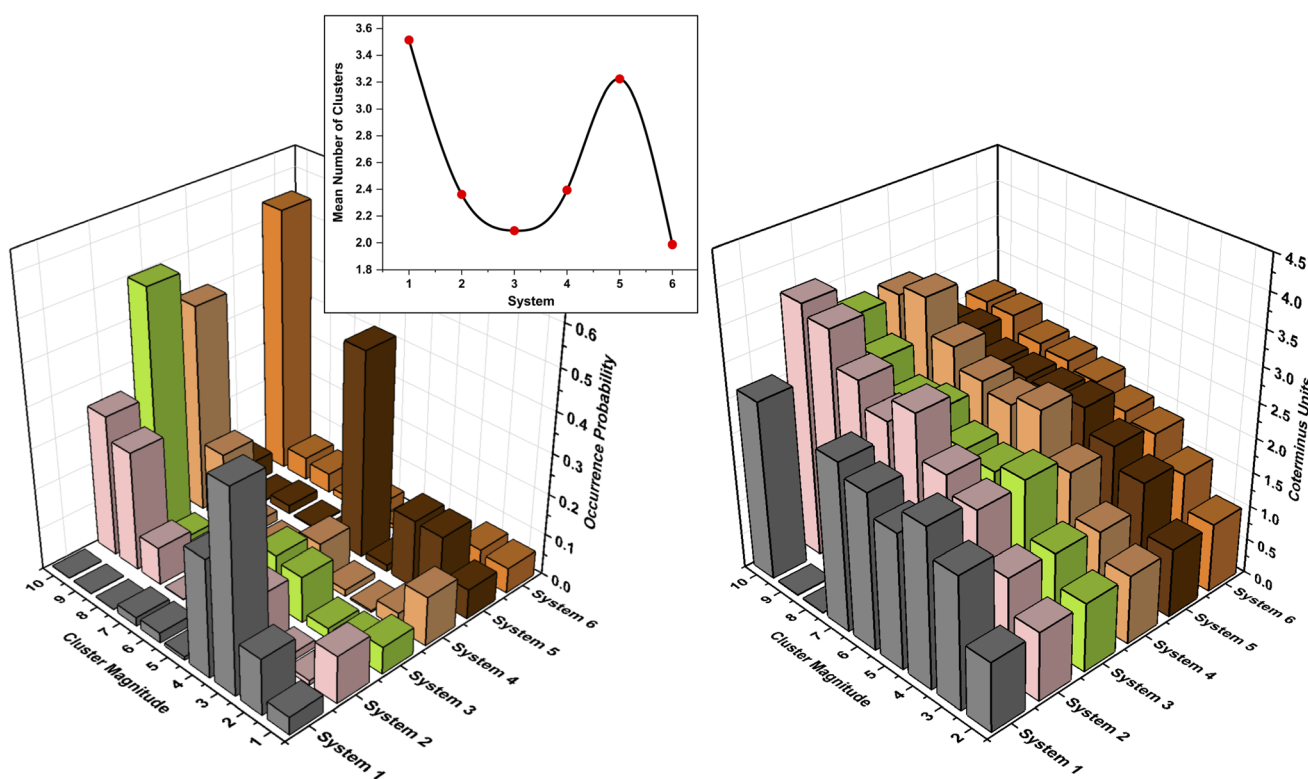 3.6
3.4
3.2
3.0
2.8
2.6
2.4
2.2
2.0
1.8
Mean Number of Clusters
1 2 3 4 5 6
System
0.6
0.5
0.4
0.3
0.2
0.1
0.0
Occurrence Probability
10
9
8
7
6
5
4
3
2
1
Cluster Magnitude
System 6
System 5
System 4
System 3
System 2
System 1
4.5
4.0
3.5
3.0
2.5
2.0
1.5
1.0
0.5
0.0
Coterminus Units
10
9
8
7
6
5
4
3
2
Cluster Magnitude
System 6
System 5
System 4
System 3
System 2
System 1